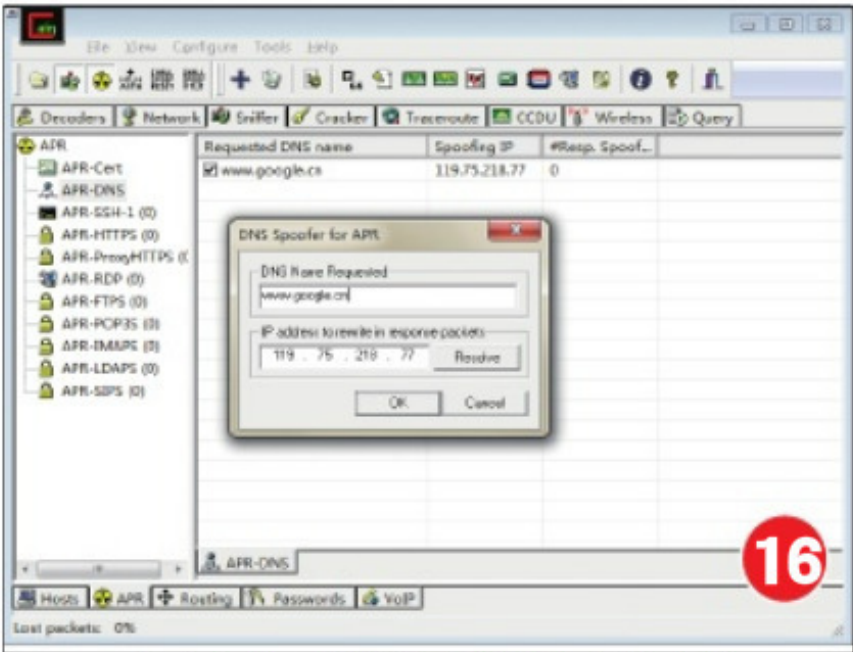 File View Configure Tools Help
Decoders Network Sniffer Cracker Traceroute CCDU Wireless Query
APR
APR-Cert
APR-DNS
APR-SSH-1 (0)
APR-HTTPS (0)
APR-ProxyHTTPS (
APR-RDP (0)
APR-FTPS (0)
APR-POP3S (0)
APR-IMAPS (0)
APR-LDAPS (0)
APR-SIPS (0)
Requested DNS name Spoofing IP #Resp. Spoof...
www.google.cn 119.75.218.77 0
DNS Spoofer for APR
DNS Name Requested
www.google.cn
IP address to rewrite in response packets
119 . 75 . 218 . 77 Resolve
OK Cancel
APR-DNS
16
Hosts APR Routing Passwords VoIP
Lost packets: 0%